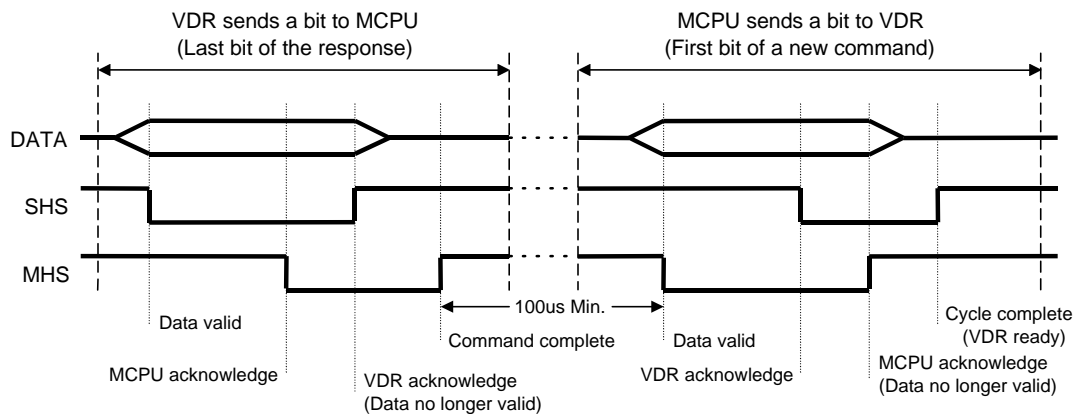 VDR sends a bit to MCPU
(Last bit of the response)
MCPU sends a bit to VDR
(First bit of a new command)
DATA
SHS
MHS
100us Min.
Data valid
Command complete
Data valid
Cycle complete
(VDR ready)
MCPU acknowledge
VDR acknowledge
(Data no longer valid)
VDR acknowledge
MCPU acknowledge
(Data no longer valid)